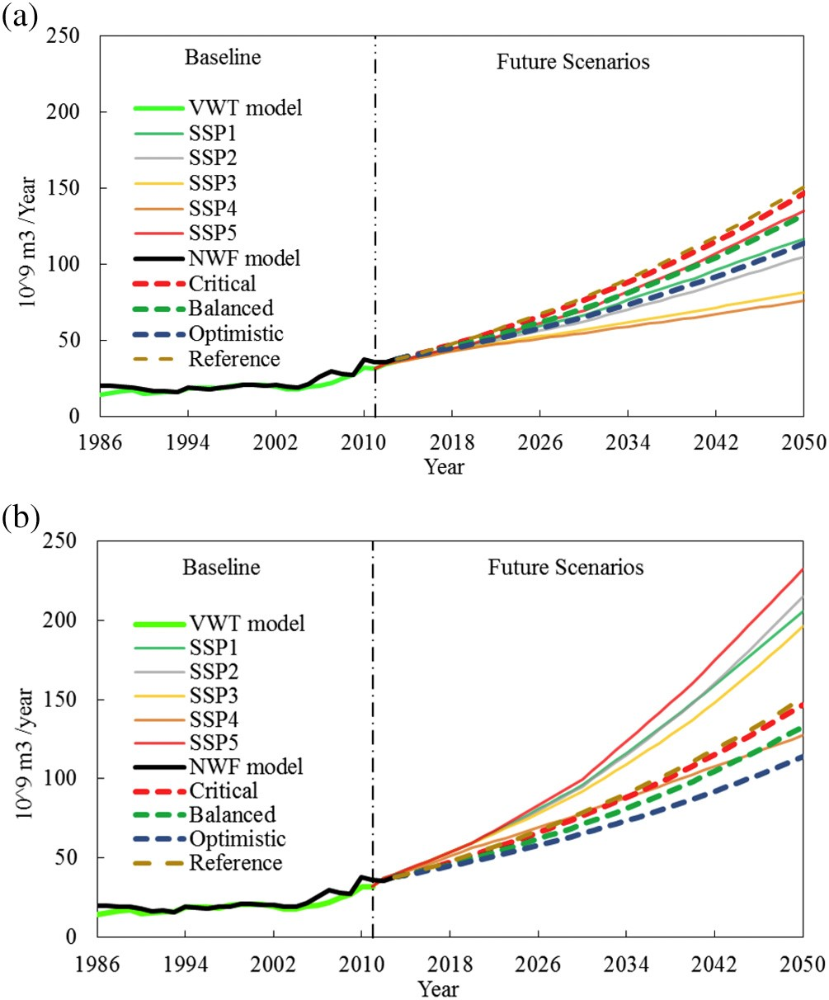 (a)
250
200
150
100
50
0
10^9 m3 /Year
Baseline
Future Scenarios
VWT model
SSP1
SSP2
SSP3
SSP4
SSP5
NWF model
Critical
Balanced
Optimistic
Reference
1986 1994 2002 2010 2018 2026 2034 2042 2050
Year
(b)
250
200
150
100
50
0
10^9 m3 /year
Baseline
Future Scenarios
VWT model
SSP1
SSP2
SSP3
SSP4
SSP5
NWF model
Critical
Balanced
Optimistic
Reference
1986 1994 2002 2010 2018 2026 2034 2042 2050
Year